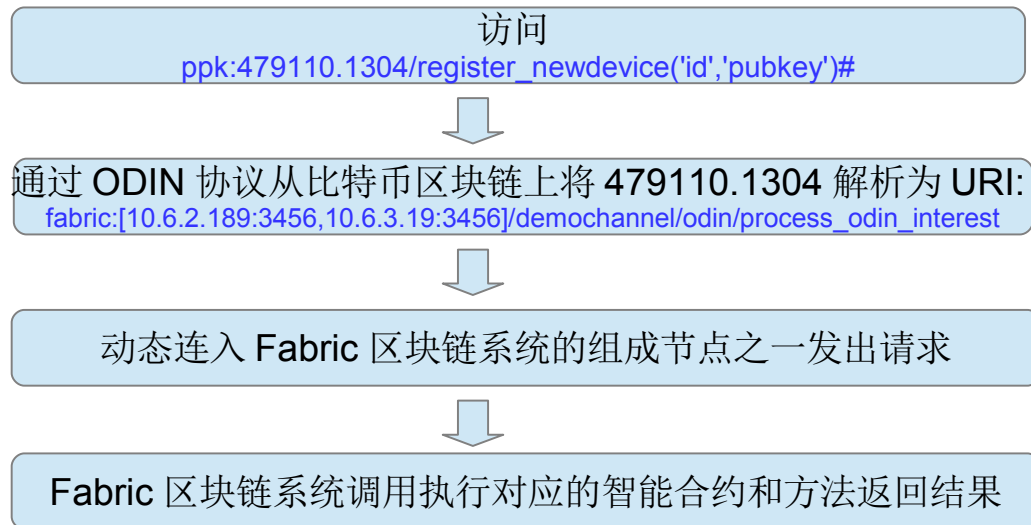 访问
ppk:479110.1304/register_newdevice('id','pubkey')#
通过 ODIN 协议从比特币区块链上将 479110.1304 解析为 URI:
fabric:[10.6.2.189:3456,10.6.3.19:3456]/demochannel/odin/process_odin_interest
动态连入 Fabric 区块链系统的组成节点之一发出请求
Fabric 区块链系统调用执行对应的智能合约和方法返回结果